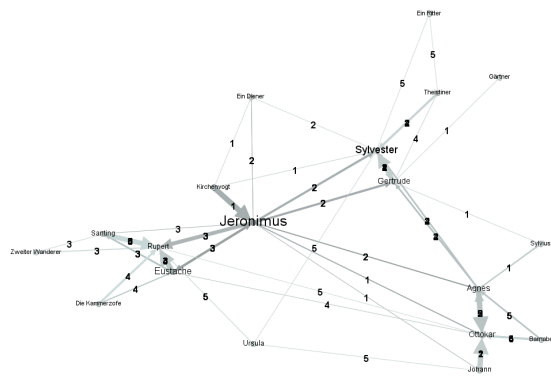 Ein Ritter
5
5
Gärtner
Theistiner
Ein Diener
2
2
4
1
1
2
Sylvester
1
Gertrude
Kirchenvogt
1
2
2
Jeronimus
1
3
Santing
3
Rupert
3
Zweiter Wanderer
3
3
Eustache
5
2
Sylvius
1
4
4
Die Kammerzofe
5
5
4
1
1
Agnes
5
Ottokar
Barnabe
Ursula
5
2
Johann